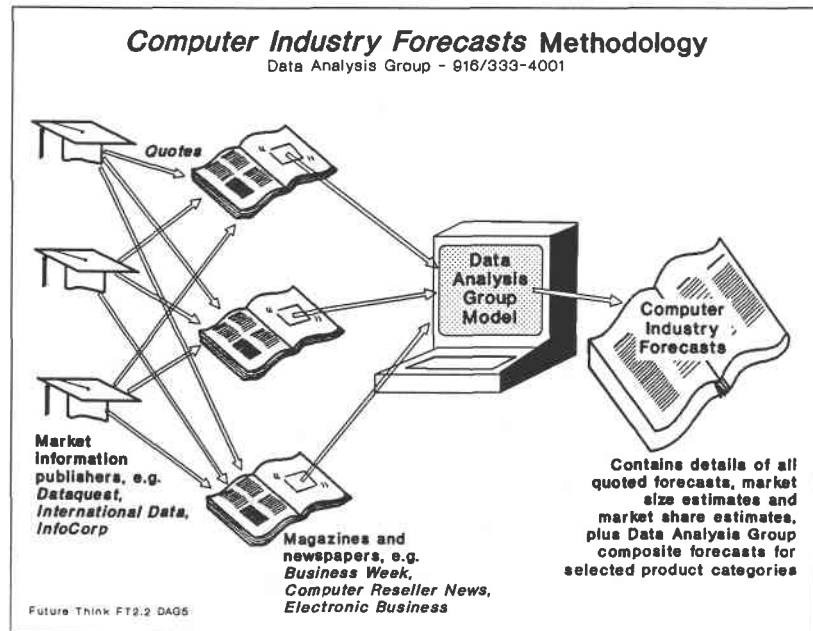 Computer Industry Forecasts Methodology
Data Analysis Group - 916/333-4001
Quotes
Data
Analysis
Group
Model
Computer
Industry
Forecasts
Market
information
publishers, e.g.
Dataquest,
International Data,
InfoCorp
Magazines and
newspapers, e.g.
Business Week,
Computer Reseller News,
Electronic Business
Contains details of all
quoted forecasts, market
size estimates and
market share estimates,
plus Data Analysis Group
composite forecasts for
selected product categories
Future Think FT2.2 DAG5